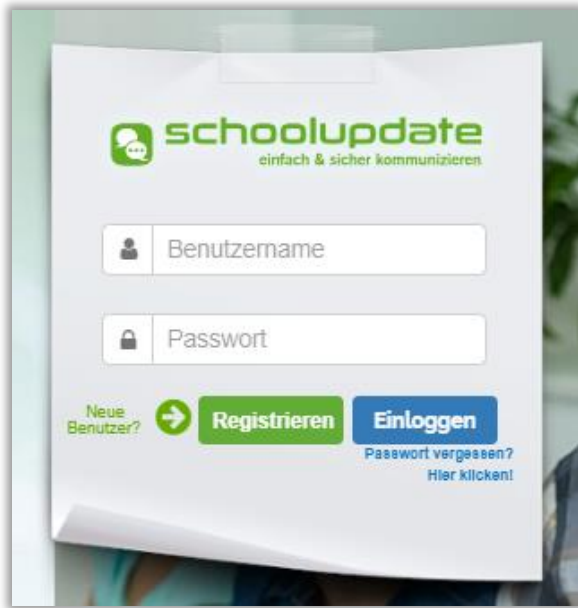 schoolupdate
einfach & sicher kommunizieren
Benutzername
Passwort
Neue
Benutzer?
Registrieren
Einloggen
Passwort vergessen?
Hier klicken!